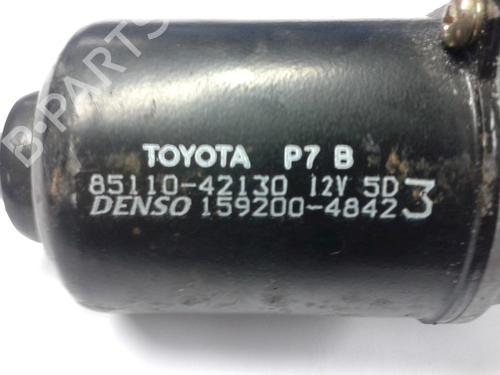 B-PARTS
TOYOTA P7 B
85110-42130 12V 5D
DENSO 159200-4842 3